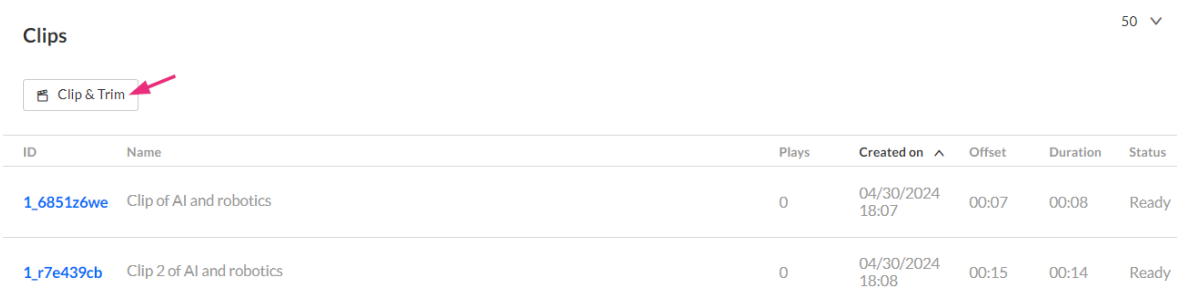 50
Clips
Clip & Trim
ID Name Plays Created on Offset Duration Status
1_6851z6we Clip of AI and robotics 0 04/30/2024 18:07 00:07 00:08 Ready
1_r7e439cb Clip 2 of AI and robotics 0 04/30/2024 18:08 00:15 00:14 Ready